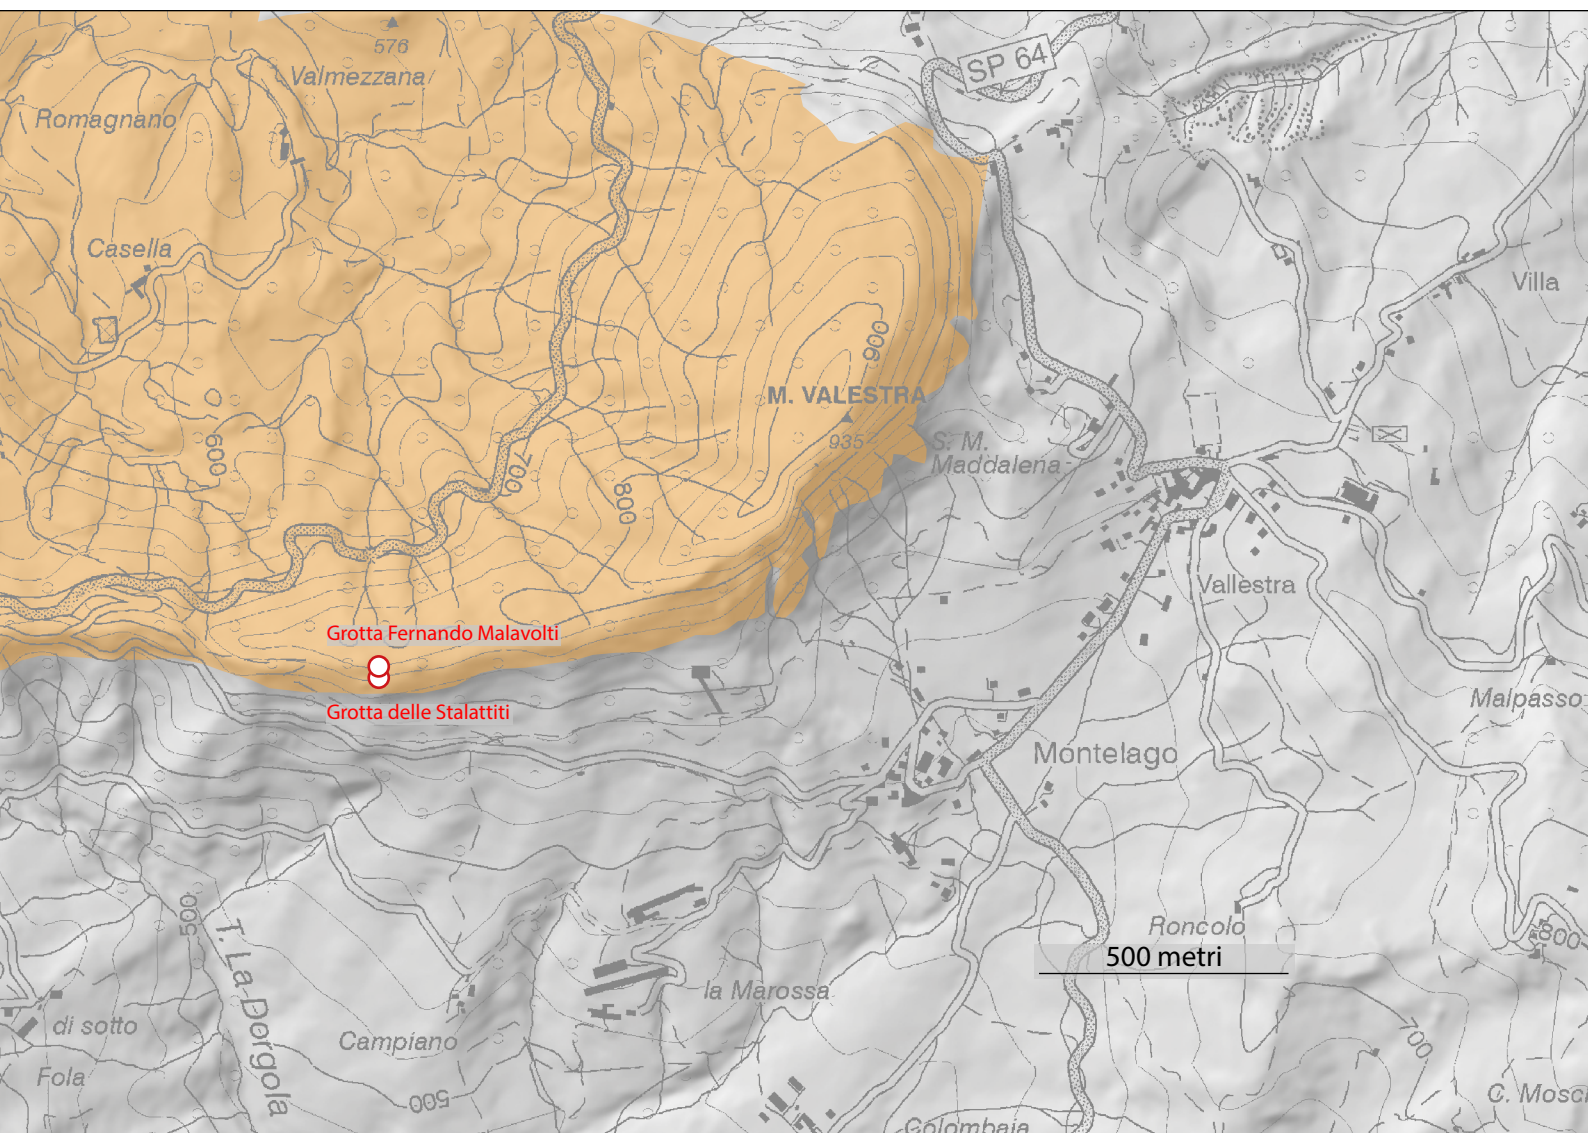 576
SP 64
Valmezzana
Romagnano
Casella
Villa
900
M. VALESTRA
935
S. M.
Maddalena
600
700
800
Vallestra
Grotta Fernando Malavolti
Grotta delle Stalattiti
Malpasso
Montelago
500
T. La Dorgola
Roncolo
800
500 metri
la Marossa
di sotto
Campiano
700
Fola
500
C. Mosci
Colombaia